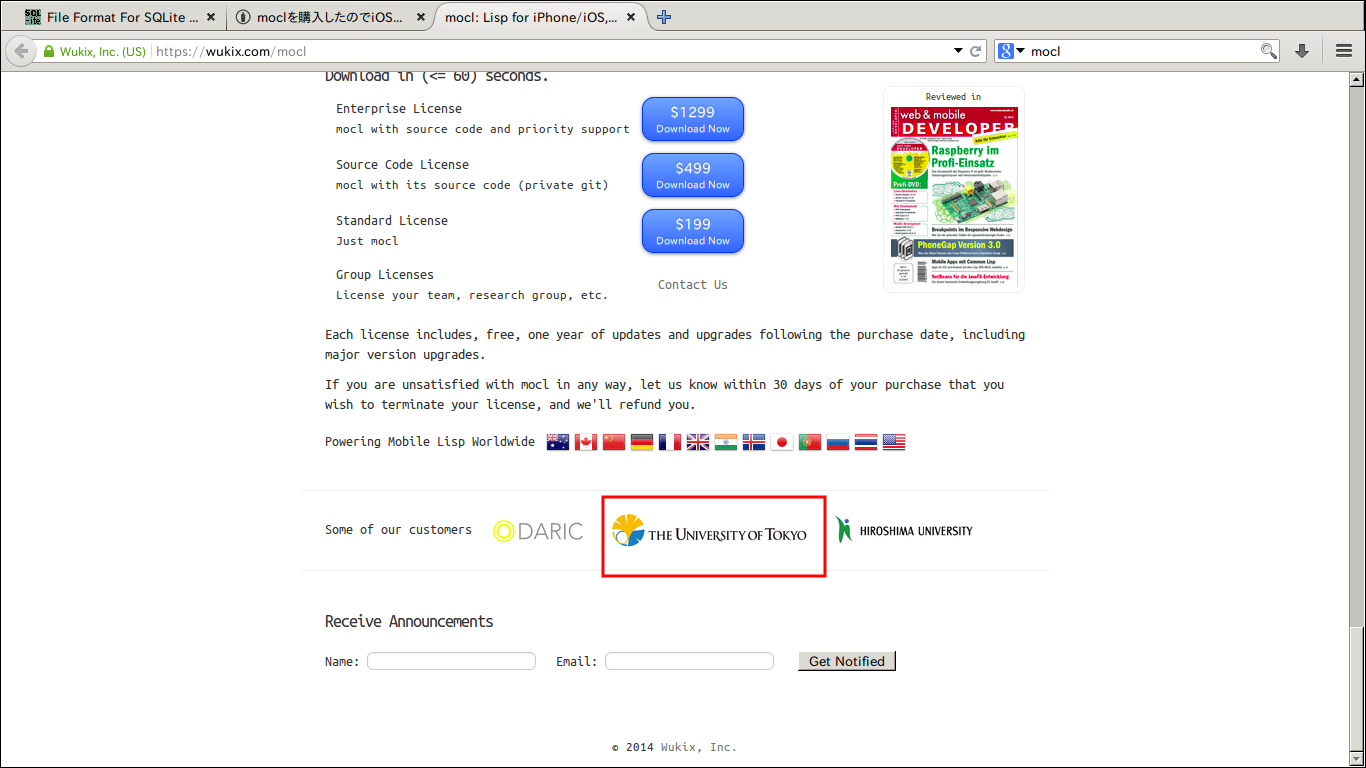 File Format For SQLite ...
moclを購入したのでiOS...
mocl: Lisp for iPhone/iOS,...
Wukix, Inc. (US)
https://wukix.com/mocl
mocl
Download in (<= 60) seconds.
Enterprise License
mocl with source code and priority support
$1299
Download Now
Source Code License
mocl with its source code (private git)
$499
Download Now
Standard License
Just mocl
$199
Download Now
Group Licenses
License your team, research group, etc.
Contact Us
Reviewed in
web & mobile
DEVELOPER
Raspberry im
Profi-Einsatz
Profi-DVD:
Breakpoints im Responsive Webdesign
PhoneGap Version 3.0
Mobile Apps mit Common Lisp
NetBeans für die JavaFX-Entwicklung
Each license includes, free, one year of updates and upgrades following the purchase date, including
major version upgrades.
If you are unsatisfied with mocl in any way, let us know within 30 days of your purchase that you
wish to terminate your license, and we'll refund you.
Powering Mobile Lisp Worldwide
Some of our customers
DARIC
THE UNIVERSITY OF TOKYO
HIROSHIMA UNIVERSITY
Receive Announcements
Name:
Email:
Get Notified
© 2014 Wukix, Inc.